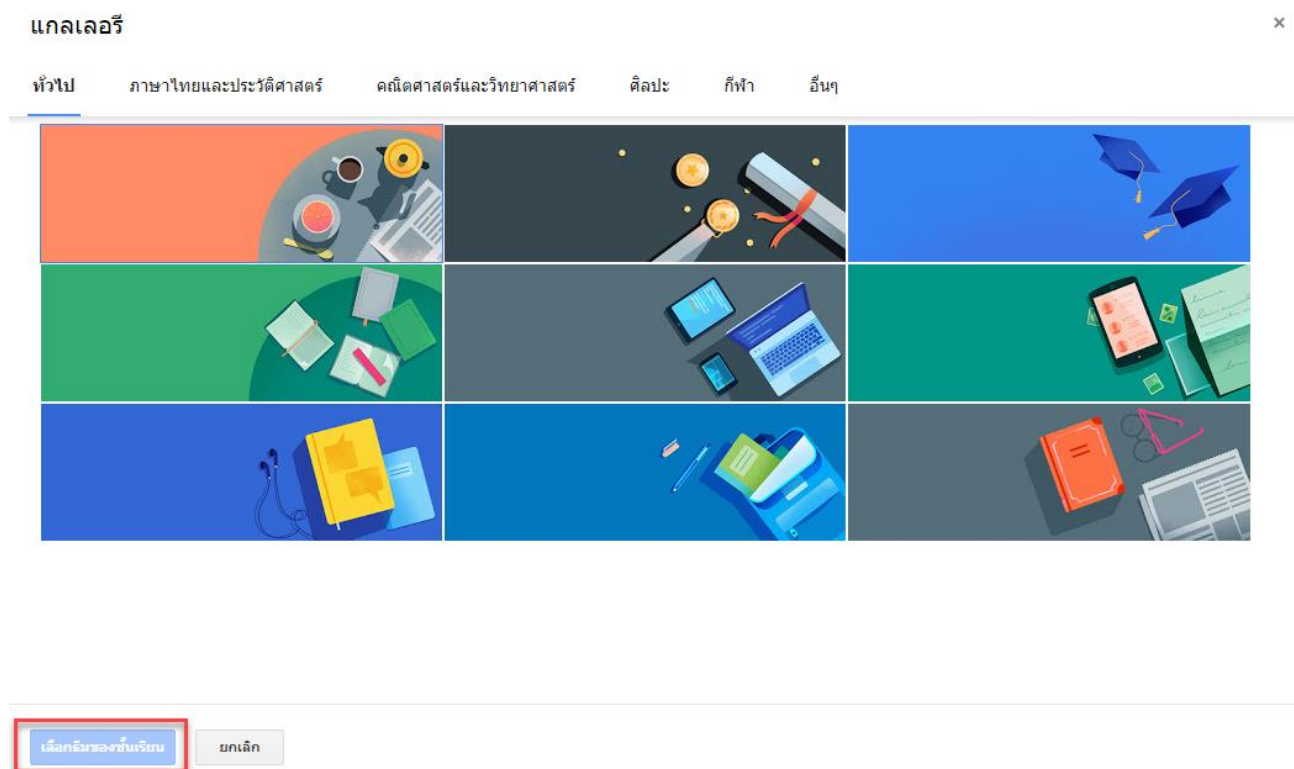 แกลเลอรี
×
ทั่วไป ภาษาไทยและประวัติศาสตร์ คณิตศาสตร์และวิทยาศาสตร์ ศิลปะ กีฬา อื่นๆ
เลือกธีมของชั้นเรียน ยกเลิก